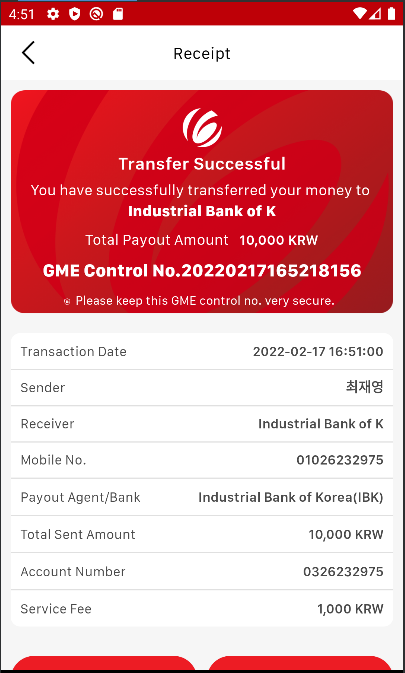 4:51
Receipt
Transfer Successful
You have successfully transferred your money to
Industrial Bank of K
Total Payout Amount 10,000 KRW
GME Control No.20220217165218156
Please keep this GME control no. very secure.
Transaction Date 2022-02-17 16:51:00
Sender 최재영
Receiver Industrial Bank of K
Mobile No. 01026232975
Payout Agent/Bank Industrial Bank of Korea(IBK)
Total Sent Amount 10,000 KRW
Account Number 0326232975
Service Fee 1,000 KRW